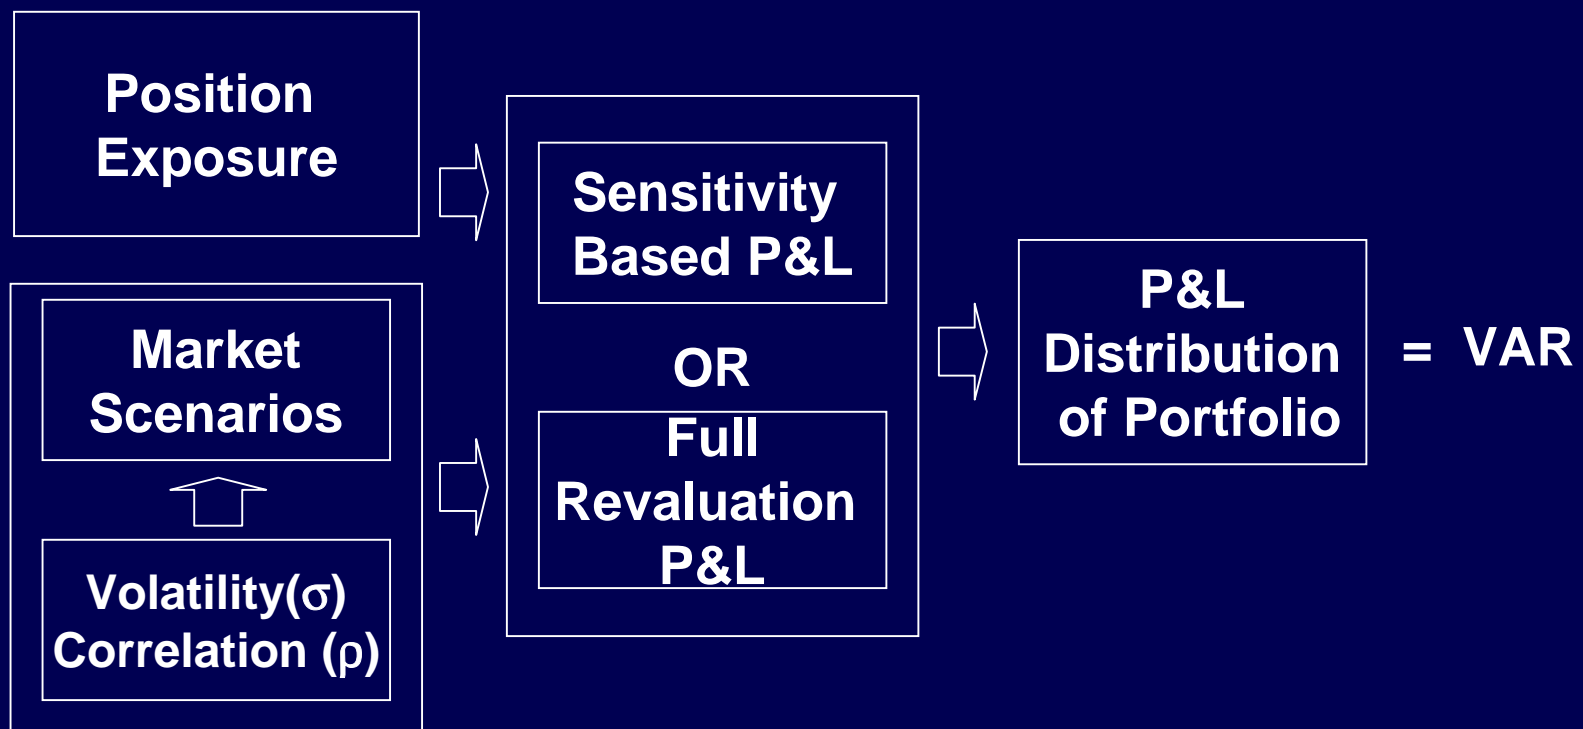 Position
Exposure
Market
Scenarios
Volatility(σ)
Correlation (ρ)
Sensitivity
Based P&L
OR
Full
Revaluation
P&L
P&L
Distribution
of Portfolio
= VAR